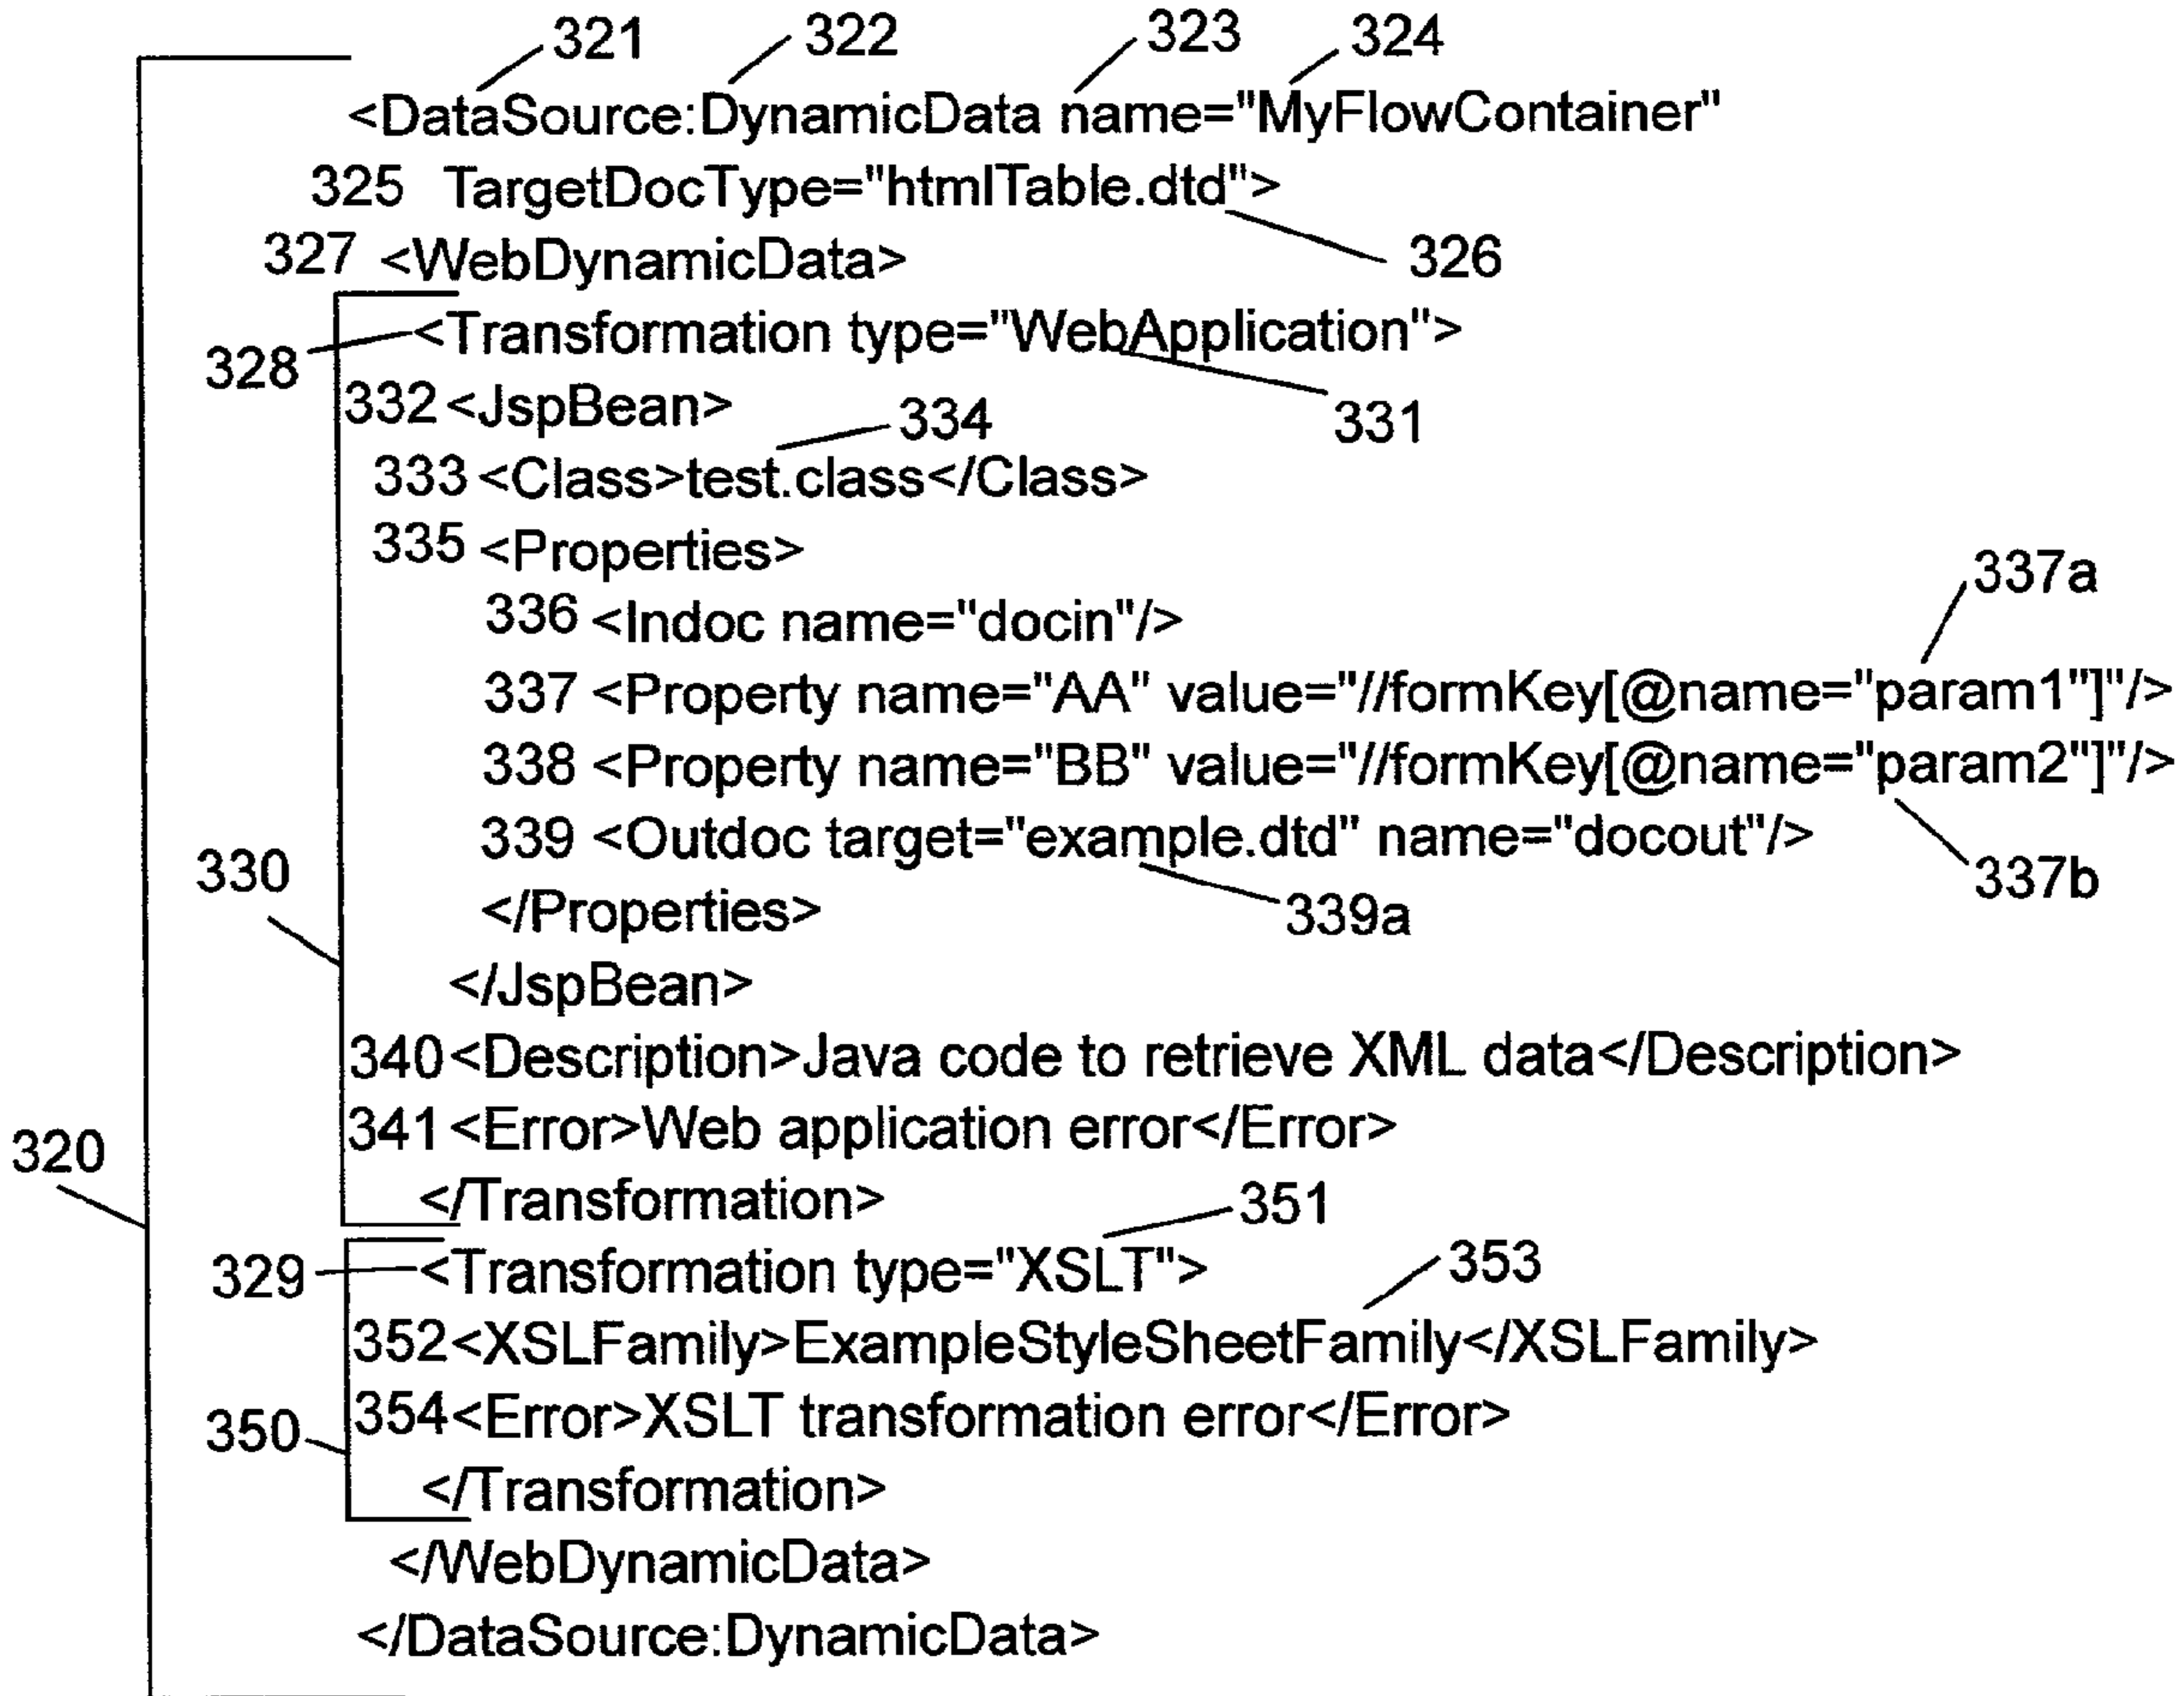 321 322 323 324
<DataSource:DynamicData name="MyFlowContainer"
325 TargetDocType="htmlTable.dtd">
327 <WebDynamicData> 326
328 <Transformation type="WebApplication">
332 <JspBean> 334 331
333 <Class>test.class</Class>
335 <Properties>
336 <Indoc name="docin"/> 337a
337 <Property name="AA" value="//formKey[@name="param1"]"/>
338 <Property name="BB" value="//formKey[@name="param2"]"/>
339 <Outdoc target="example.dtd" name="docout"/>
330 </Properties> 339a 337b
</JspBean>
340 <Description>Java code to retrieve XML data</Description>
320 341 <Error>Web application error</Error>
</Transformation> 351
329 <Transformation type="XSLT"> 353
352 <XSLFamily>ExampleStyleSheetFamily</XSLFamily>
350 354 <Error>XSLT transformation error</Error>
</Transformation>
</WebDynamicData>
</DataSource:DynamicData>